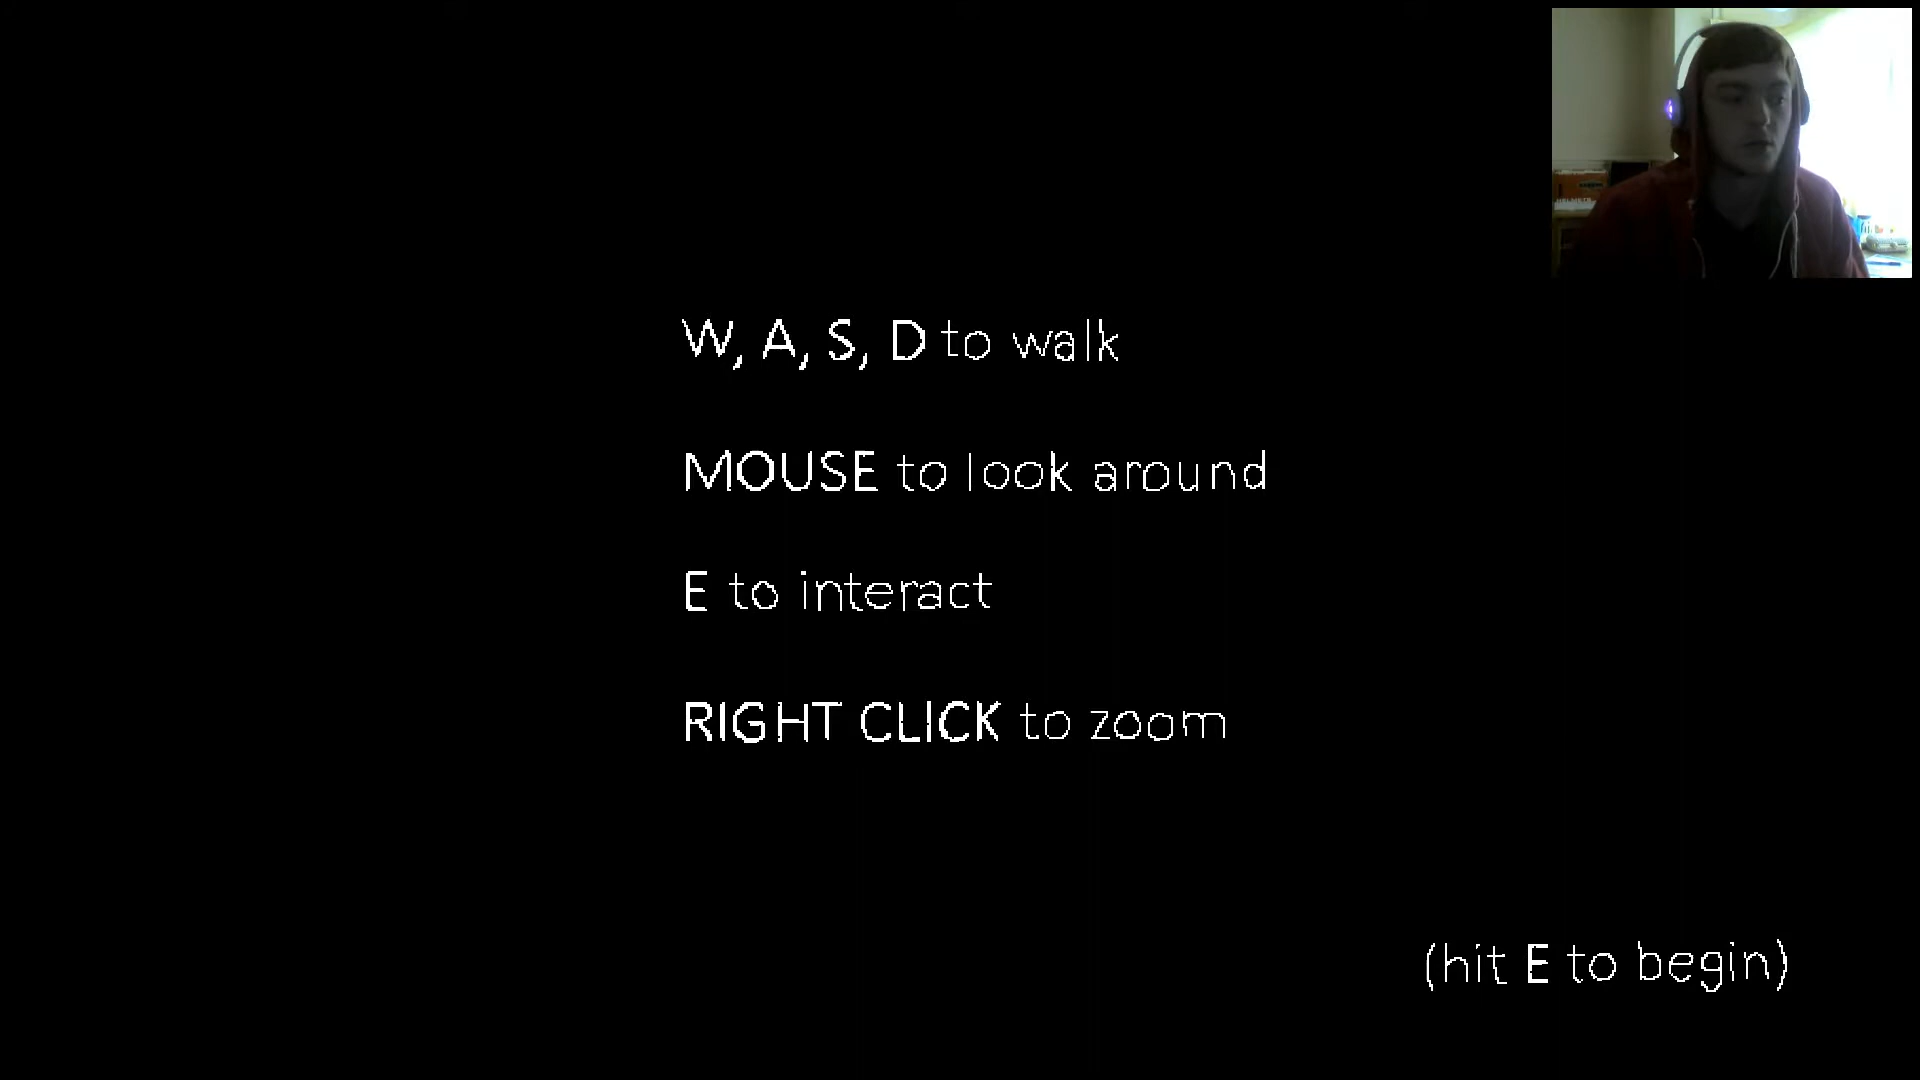 W, A, S, D to walk
MOUSE to look around
E to interact
RIGHT CLICK to zoom
(hit E to begin)